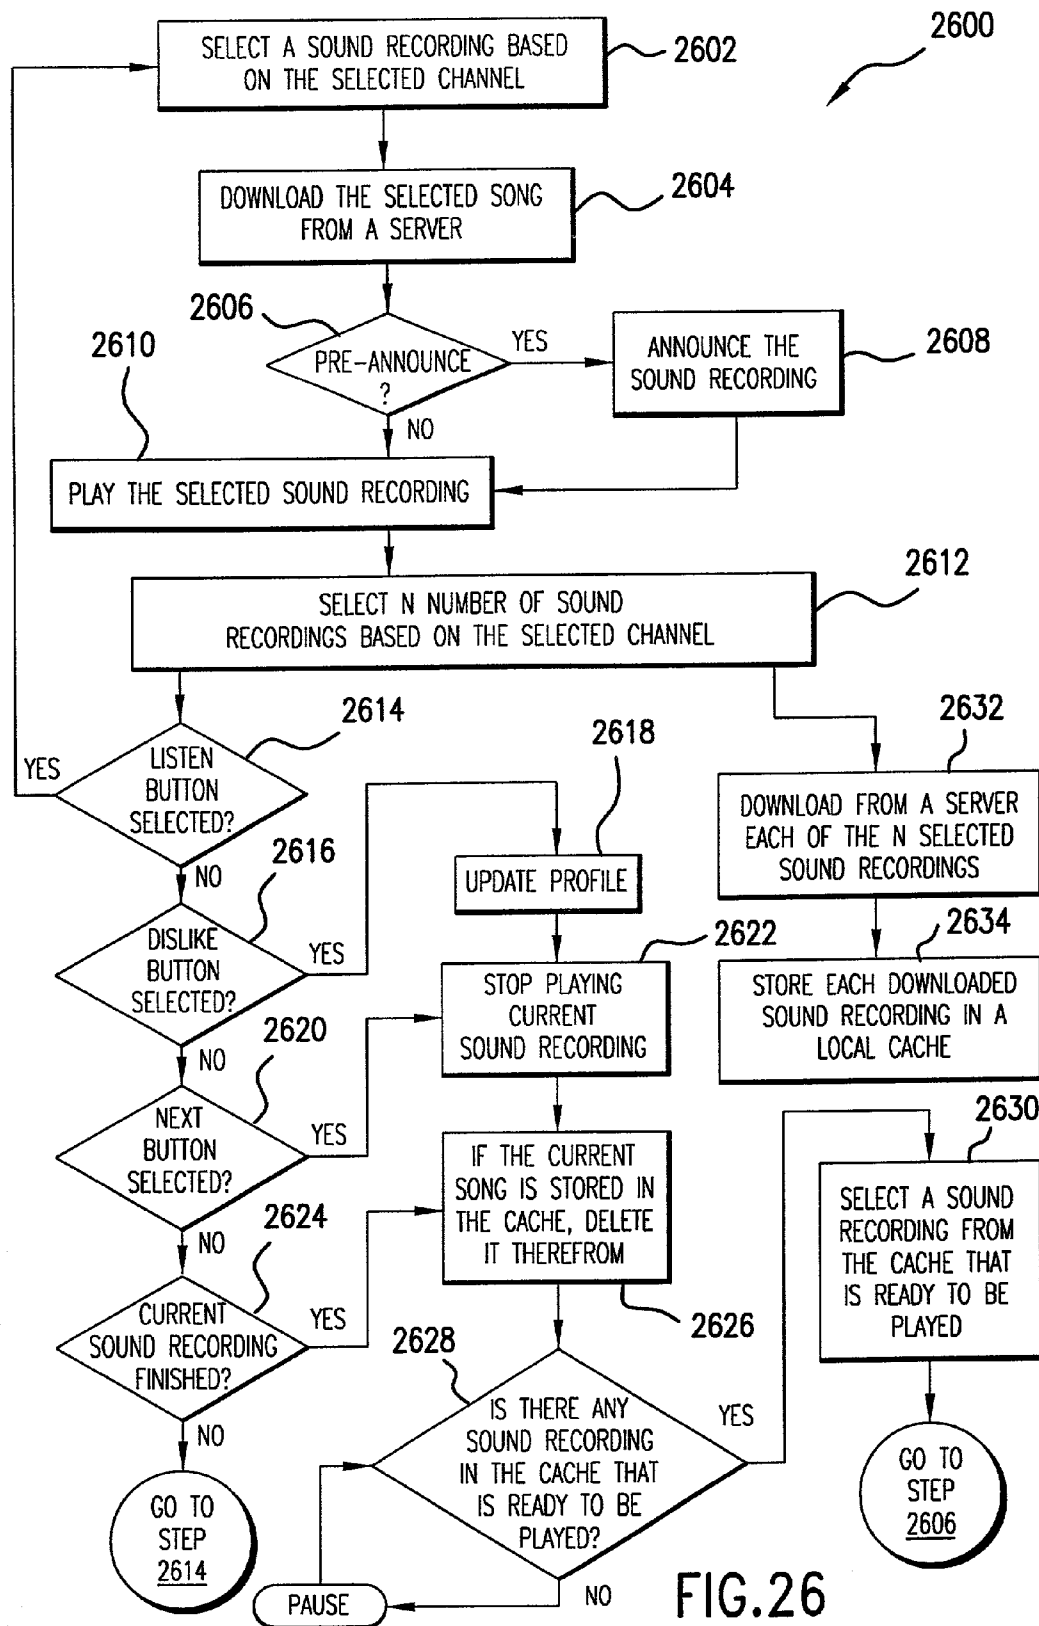 2600
SELECT A SOUND RECORDING BASED
ON THE SELECTED CHANNEL
2602
DOWNLOAD THE SELECTED SONG
FROM A SERVER
2604
2606
PRE-ANNOUNCE
?
YES
NO
ANNOUNCE THE
SOUND RECORDING
2608
2610
PLAY THE SELECTED SOUND RECORDING
2612
SELECT N NUMBER OF SOUND
RECORDINGS BASED ON THE SELECTED CHANNEL
2614
LISTEN
BUTTON
SELECTED?
YES
NO
2616
DISLIKE
BUTTON
SELECTED?
YES
NO
2618
UPDATE PROFILE
2620
NEXT
BUTTON
SELECTED?
YES
NO
2622
STOP PLAYING
CURRENT
SOUND RECORDING
2624
CURRENT
SOUND RECORDING
FINISHED?
YES
NO
GO TO
STEP
2614
IF THE CURRENT
SONG IS STORED IN
THE CACHE, DELETE
IT THEREFROM
2626
2628
IS THERE ANY
SOUND RECORDING
IN THE CACHE THAT
IS READY TO BE
PLAYED?
YES
NO
PAUSE
2632
DOWNLOAD FROM A SERVER
EACH OF THE N SELECTED
SOUND RECORDINGS
2634
STORE EACH DOWNLOADED
SOUND RECORDING IN A
LOCAL CACHE
2630
SELECT A SOUND
RECORDING FROM
THE CACHE THAT
IS READY TO BE
PLAYED
GO TO
STEP
2606
FIG.26